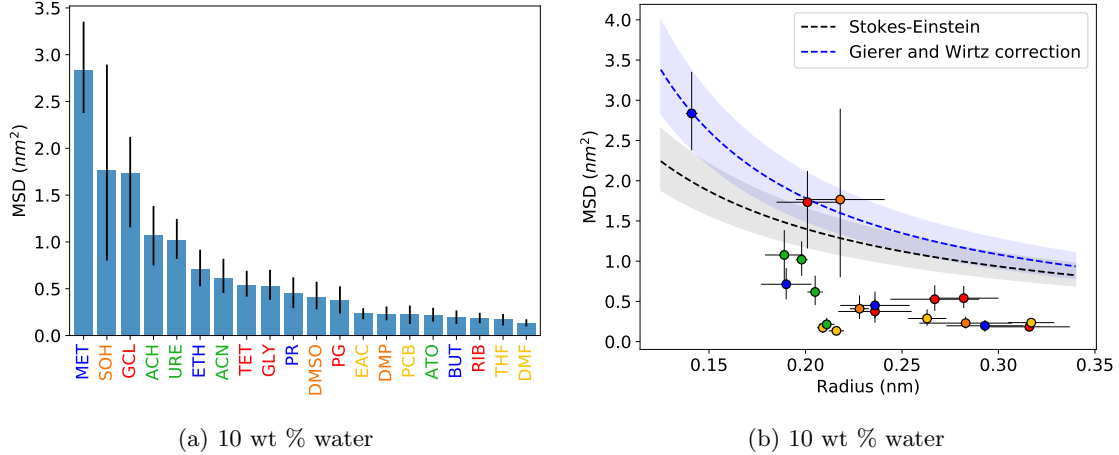 (a)
3.5
3.0
2.5
2.0
1.5
1.0
0.5
0.0
MSD (nm²)
MET
SOH
GCL
ACH
URE
ETH
ACN
TET
GLY
PR
DMSO
PG
EAC
DMP
PCB
ATO
BUT
RIB
THF
DMF
(a) 10 wt % water
(b)
4.0
3.5
3.0
2.5
2.0
1.5
1.0
0.5
0.0
MSD (nm²)
Stokes-Einstein
Gierer and Wirtz correction
0.15
0.20
0.25
0.30
0.35
Radius (nm)
(b) 10 wt % water